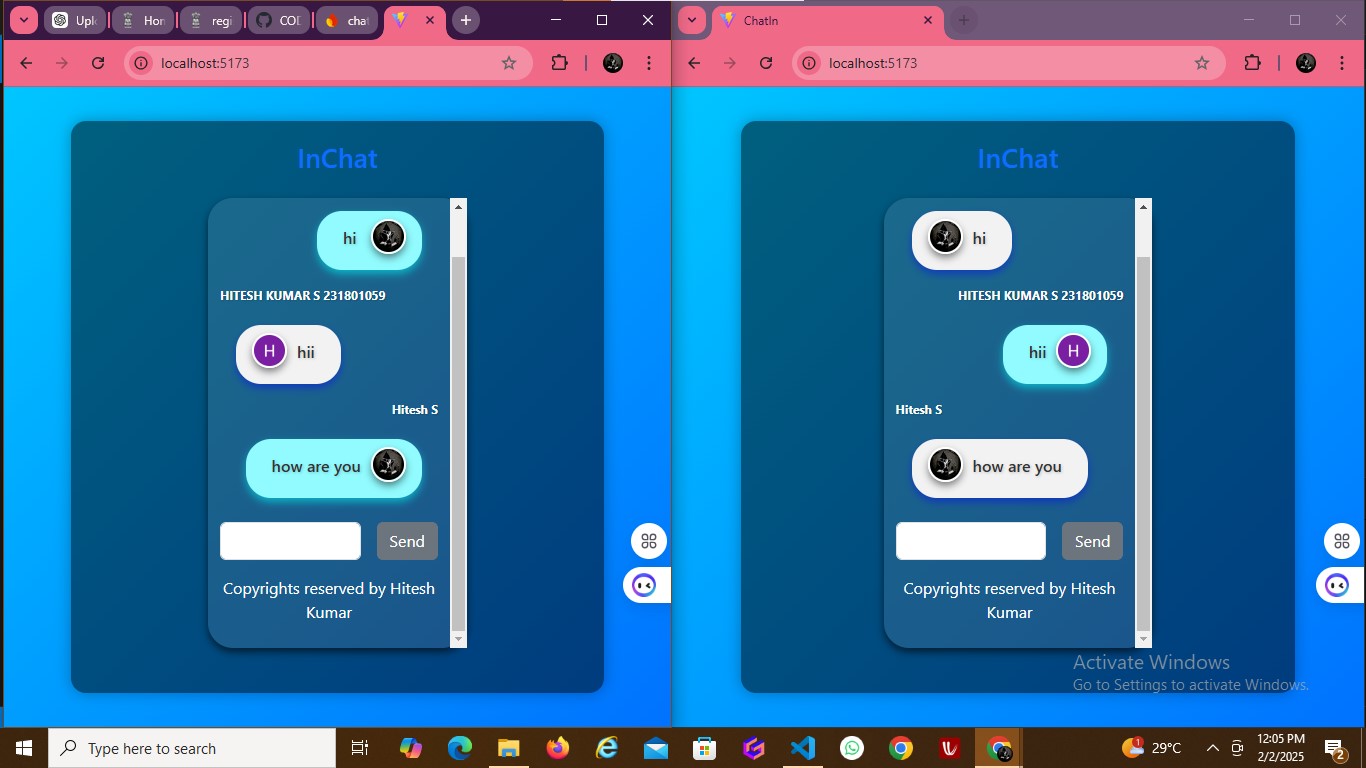 Upl
Hon
regi
COD
chat
localhost:5173
InChat
hi
HITESH KUMAR S 231801059
H
hii
Hitesh S
how are you
Send
Copyrights reserved by Hitesh
Kumar
ChatIn
localhost:5173
InChat
hi
HITESH KUMAR S 231801059
hii
H
Hitesh S
how are you
Send
Copyrights reserved by Hitesh
Kumar
Activate Windows
Go to Settings to activate Windows.
Type here to search
1
29°C
12:05 PM
2/2/2025
2